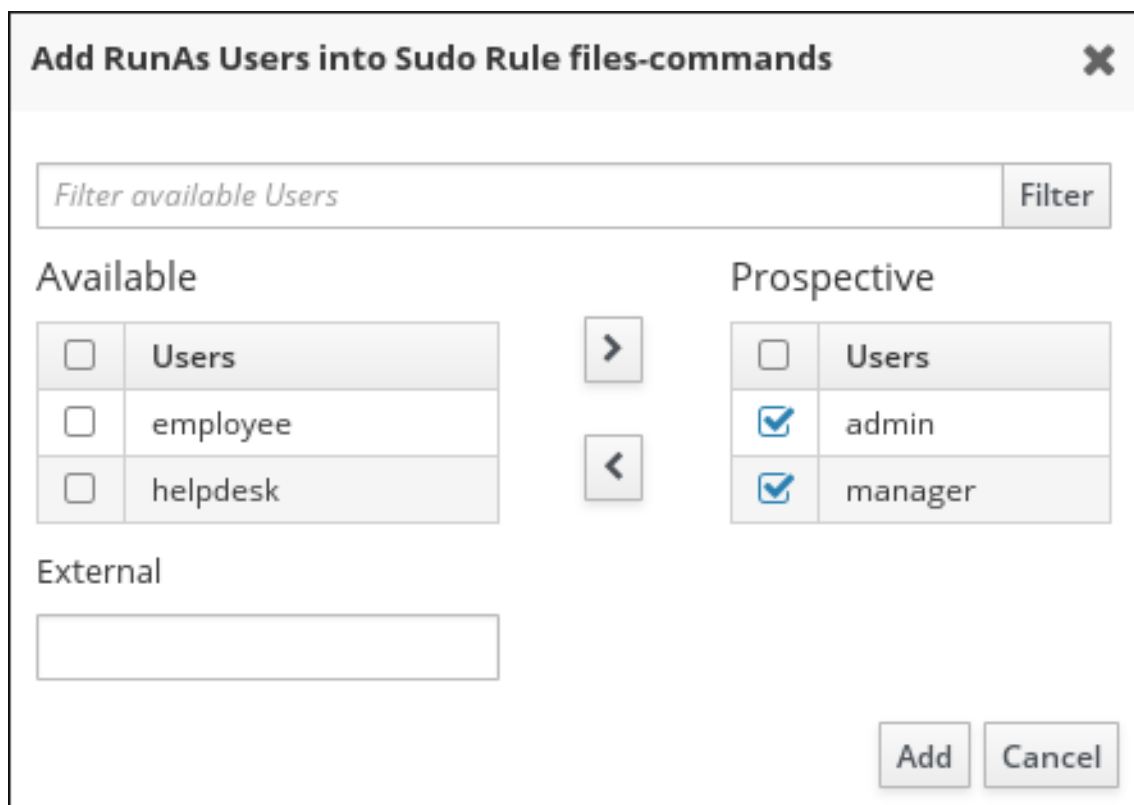 Add RunAs Users into Sudo Rule files-commands
Filter available Users
Filter
Available
Prospective
Users
Users
employee
admin
helpdesk
manager
External
Add
Cancel